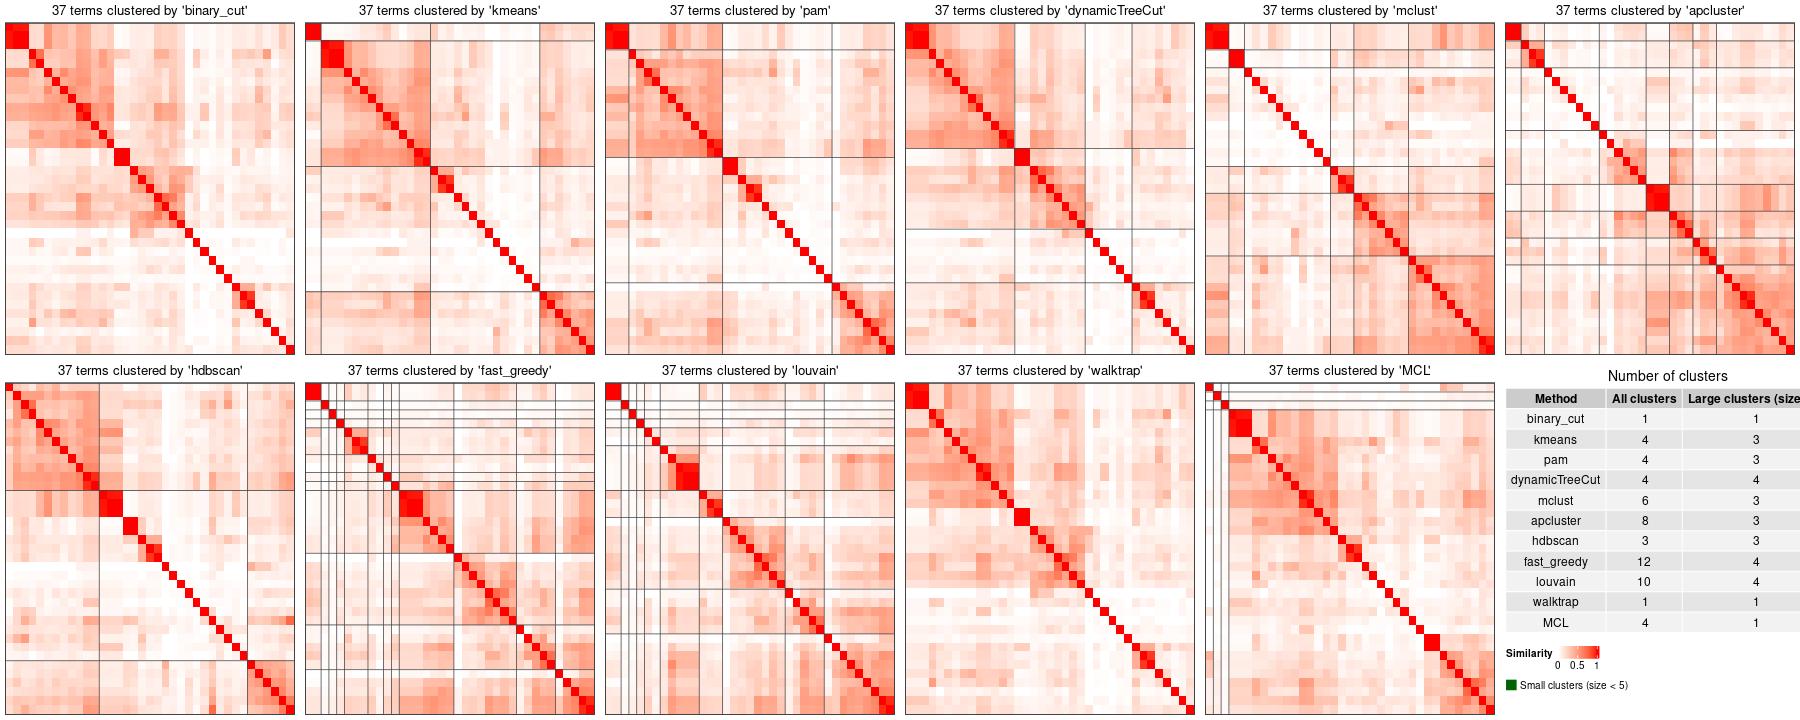 37 terms clustered by 'binary_cut'
37 terms clustered by 'kmeans'
37 terms clustered by 'pam'
37 terms clustered by 'dynamicTreeCut'
37 terms clustered by 'mclust'
37 terms clustered by 'apcluster'
37 terms clustered by 'hdbscan'
37 terms clustered by 'fast_greedy'
37 terms clustered by 'louvain'
37 terms clustered by 'walktrap'
37 terms clustered by 'MCL'
Number of clusters
Method All clusters Large clusters (size
binary_cut 1 1
kmeans 4 3
pam 4 3
dynamicTreeCut 4 4
mclust 6 3
apcluster 8 3
hdbscan 3 3
fast_greedy 12 4
louvain 10 4
walktrap 1 1
MCL 4 1
Similarity
0 0.5 1
Small clusters (size < 5)